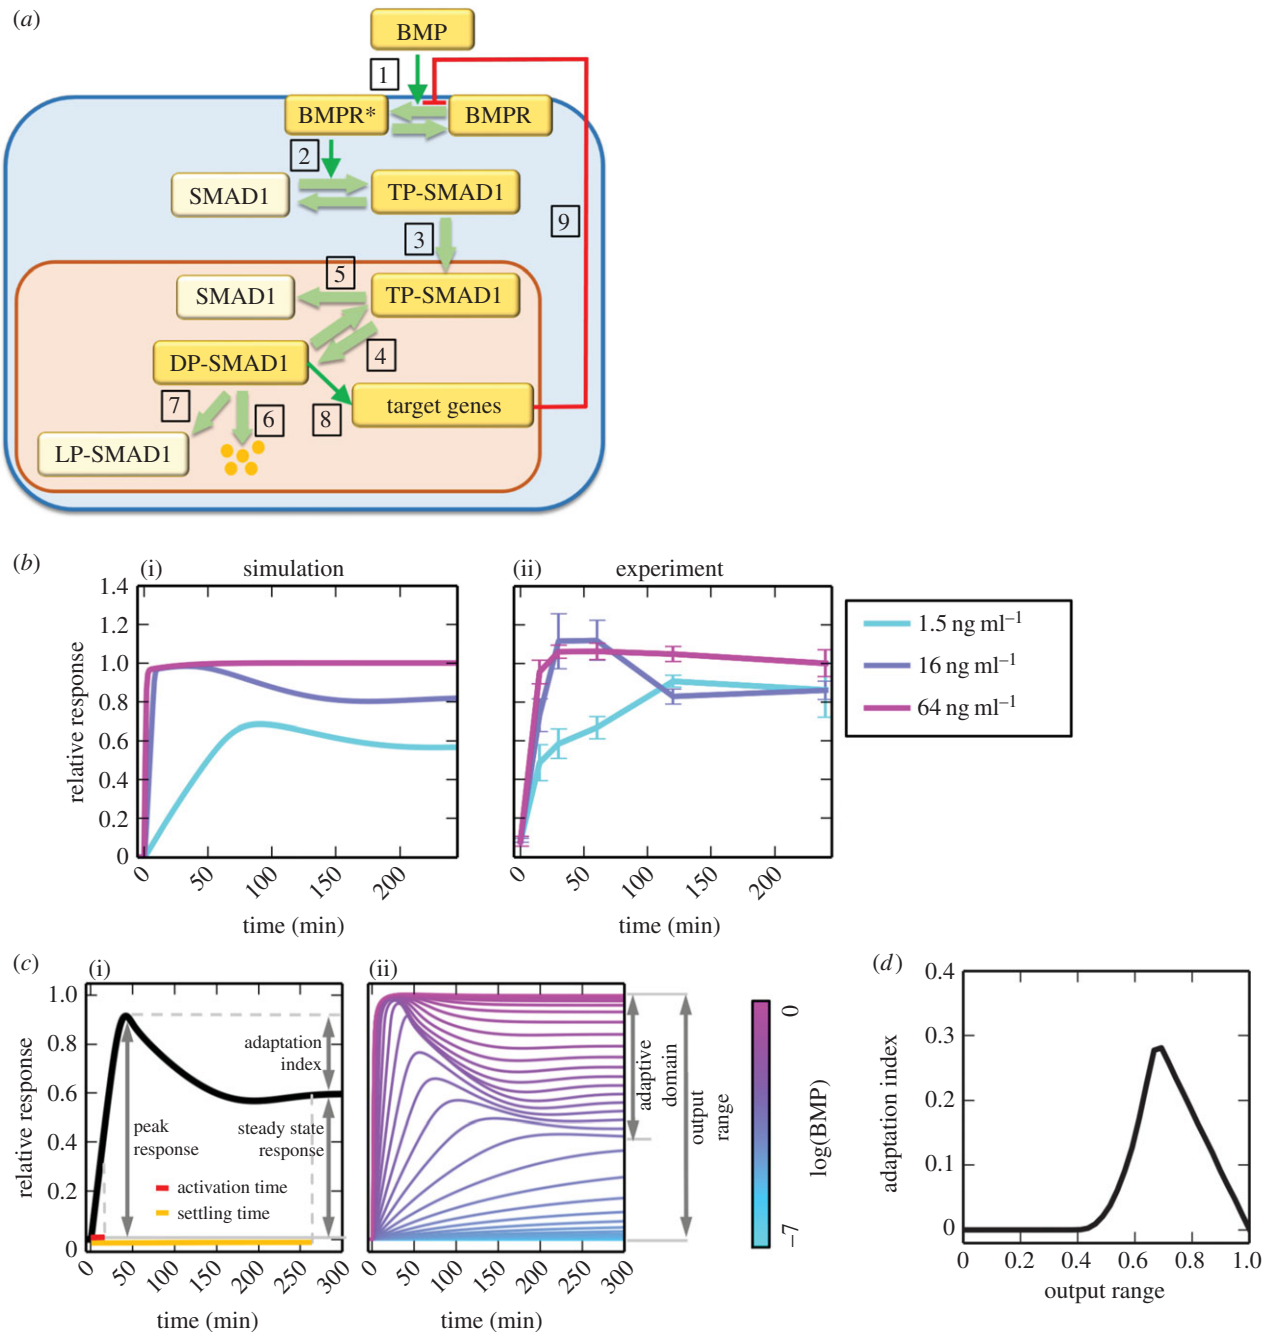 (a)
BMP
1
BMPR*
BMPR
2
SMAD1
TP-SMAD1
3
9
5
SMAD1
TP-SMAD1
DP-SMAD1
4
7
6
8
target genes
LP-SMAD1
(b)
(i)
simulation
(ii)
experiment
1.4
1.2
1.0
0.8
0.6
0.4
0.2
0
relative response
0
50
100
150
200
time (min)
0
50
100
150
200
time (min)
1.5 ng ml⁻¹
16 ng ml⁻¹
64 ng ml⁻¹
(c)
(i)
1.0
0.8
0.6
0.4
0.2
0
relative response
adaptation
index
peak
response
steady state
response
activation time
settling time
0
50
100
150
200
250
300
time (min)
(ii)
adaptive
domain
output
range
0
50
100
150
200
250
300
time (min)
0
log(BMP)
−7
(d)
0.4
0.3
0.2
0.1
0
adaptation index
0
0.2
0.4
0.6
0.8
1.0
output range